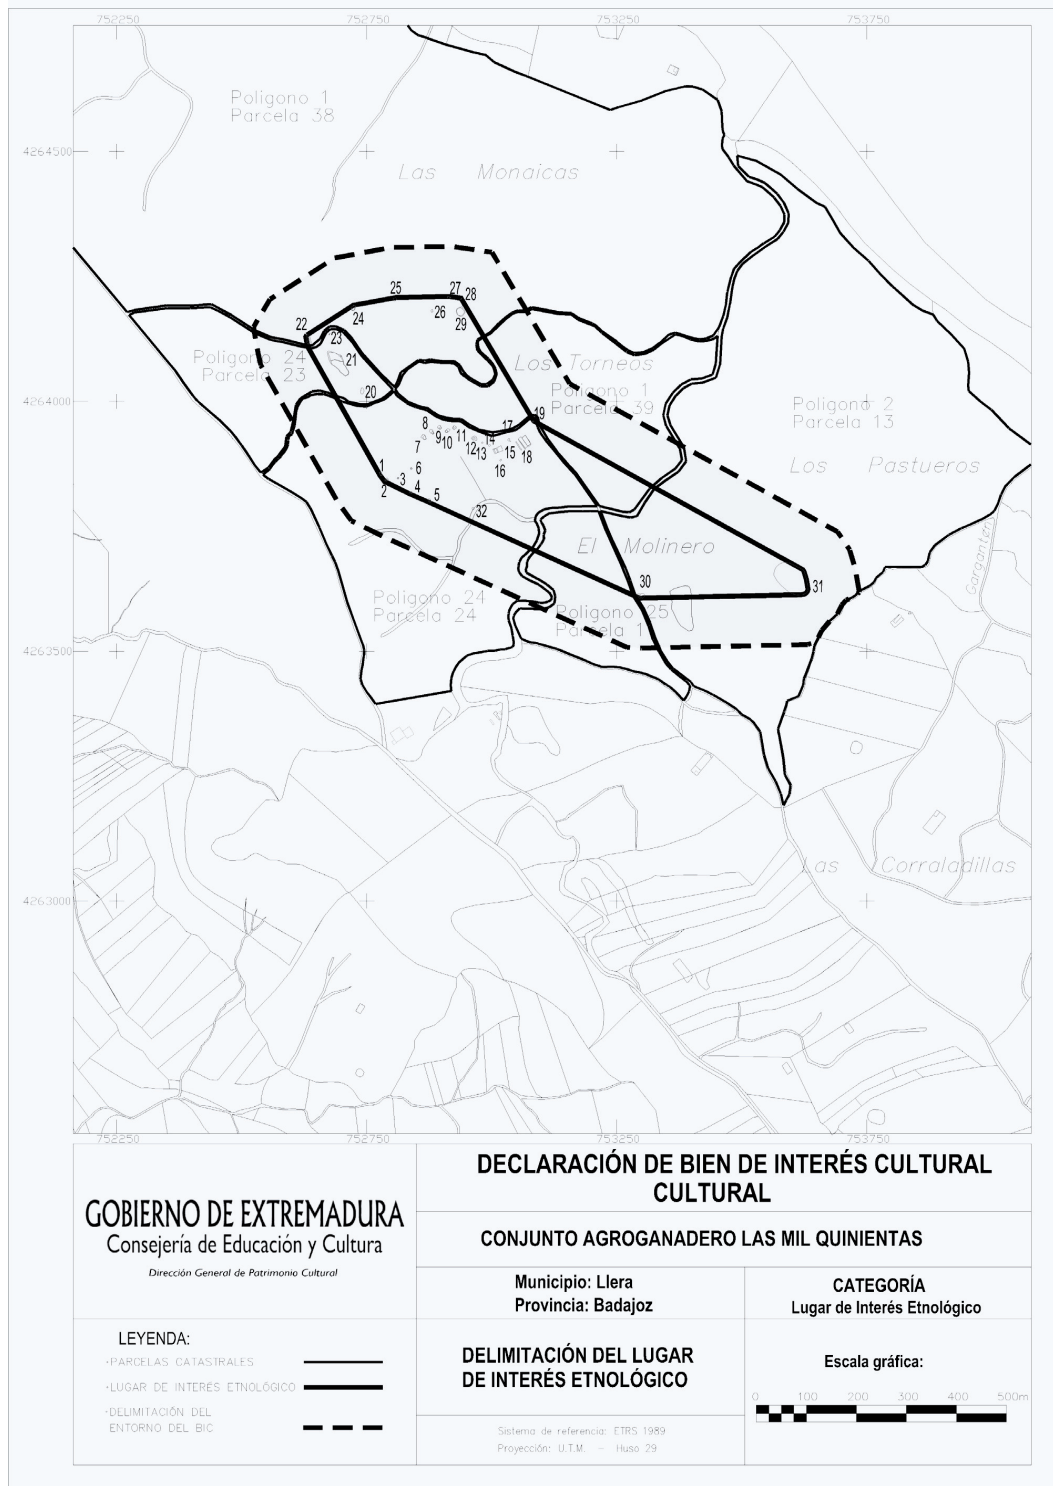 752250
752750
753250
753750
Poligono 1
Parcela 38
4264500
Las Monaicas
27
25
28
22
24
26
23
29
Poligono 24
Parcela 23
21
Los Torneos
20
Poligono 1
Parcela 39
4264000
Poligono 2
Parcela 13
19
8
17
9
11
14
10
7
12
13
15
18
16
Los Pastueros
1
6
3
2
4
5
32
El Molinero
30
31
Garganton
Poligono 24
Parcela 24
Poligono 25
Parcela 1
4263500
Las Corraladillas
4263000
752250
752750
753250
753750
GOBIERNO DE EXTREMADURA
Consejería de Educación y Cultura
Dirección General de Patrimonio Cultural
DECLARACIÓN DE BIEN DE INTERÉS CULTURAL
CULTURAL
CONJUNTO AGROGANADERO LAS MIL QUINIENTAS
Municipio: Llera
Provincia: Badajoz
CATEGORÍA
Lugar de Interés Etnológico
LEYENDA:
·PARCELAS CATASTRALES
·LUGAR DE INTERÉS ETNOLÓGICO
·DELIMITACIÓN DEL
ENTORNO DEL BIC
DELIMITACIÓN DEL LUGAR
DE INTERÉS ETNOLÓGICO
Escala gráfica:
0 100 200 300 400 500m
Sistema de referencia: ETRS 1989
Proyección: U.T.M. – Huso 29